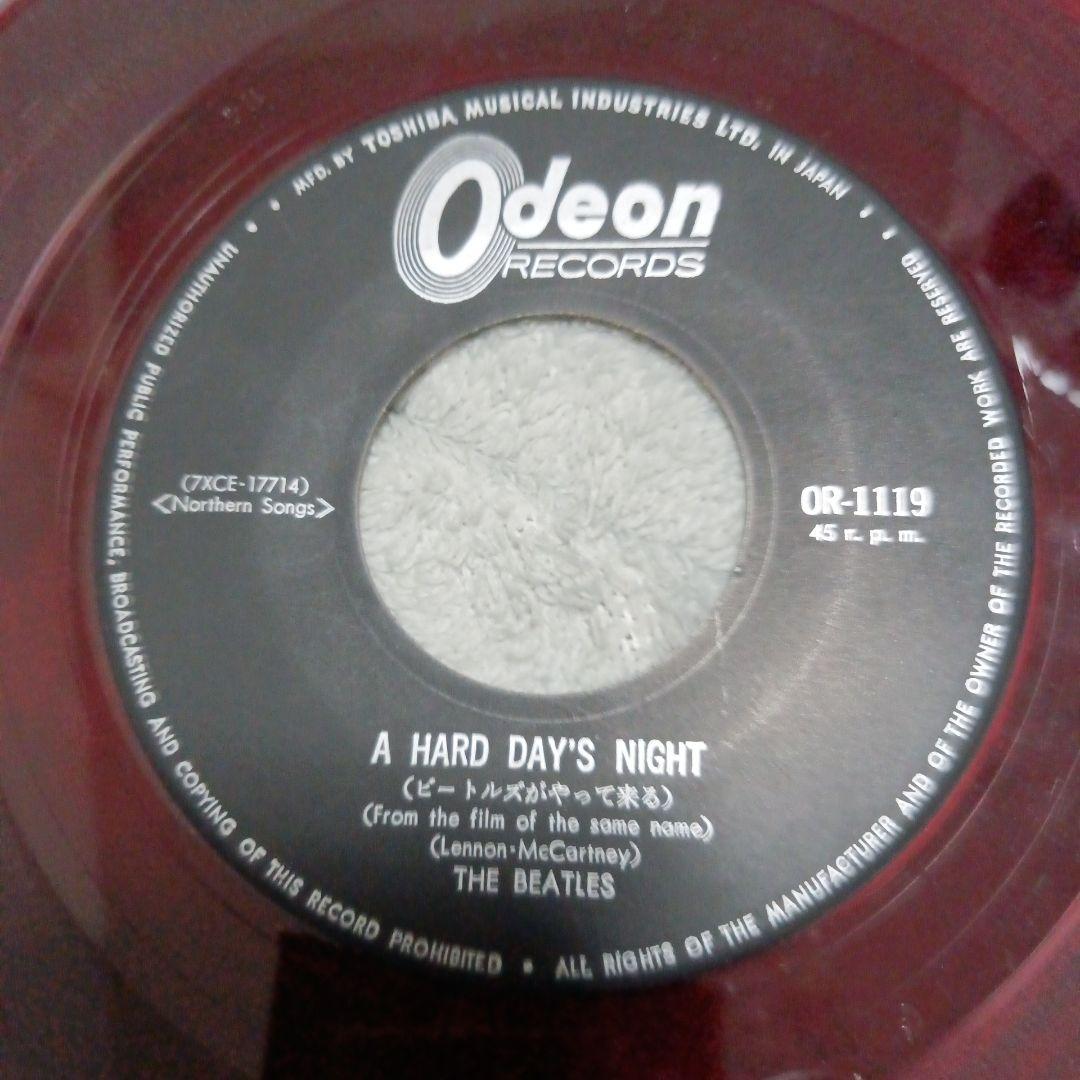 MFD. BY TOSHIBA MUSICAL INDUSTRIES LTD. IN JAPAN
Odeon
RECORDS
(7XCE-17714)
<Northern Songs>
OR-1119
45 r. p. m.
A HARD DAY'S NIGHT
(ビートルズがやって来る)
(From the film of the same name)
(Lennon・McCartney)
THE BEATLES
UNAUTHORIZED PUBLIC PERFORMANCE, BROADCASTING AND COPYING OF THIS RECORD PROHIBITED • ALL RIGHTS OF THE MANUFACTURER AND OF THE OWNER OF THE RECORDED WORK ARE RESERVED